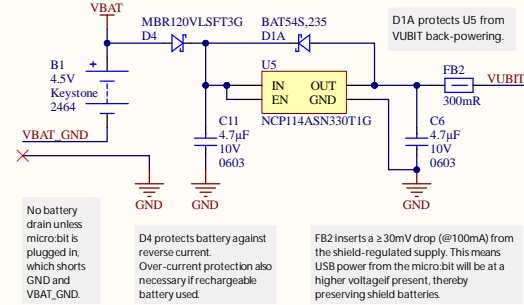 VBAT
MBR120VLSFT3G
D4
BAT54S,235
D1A
D1A protects U5 from
VUBIT back-powering.
B1
4.5V
Keystone
2464
+
U5
IN
EN
OUT
GND
NCP114ASN330T1G
FB2
300mR
VUBIT
VBAT_GND
C11
4.7µF
10V
0603
C6
4.7µF
10V
0603
GND
GND
GND
No battery
drain unless
micro:bit is
plugged in,
which shorts
GND and
VBAT_GND.
D4 protects battery against
reverse current.
Over-current protection also
necessary if rechargeable
battery used.
FB2 inserts a ≥30mV drop (@100mA) from
the shield-regulated supply. This means
USB power from the micro:bit will be at a
higher voltageif present, thereby
preserving shield batteries.